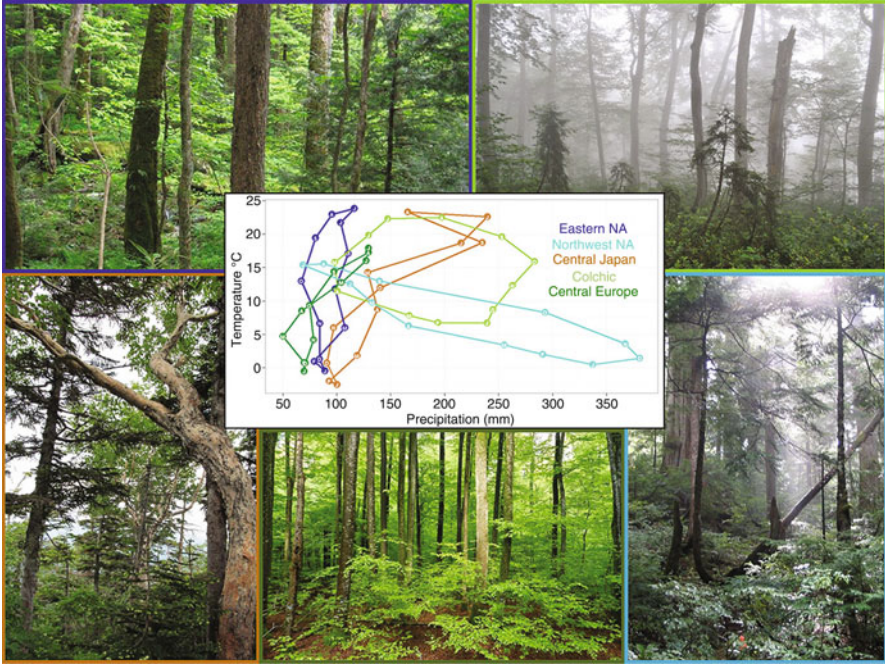 25
20
15
10
5
0
Temperature °C
Eastern NA
Northwest NA
Central Japan
Colchic
Central Europe
50 100 150 200 250 300 350
Precipitation (mm)